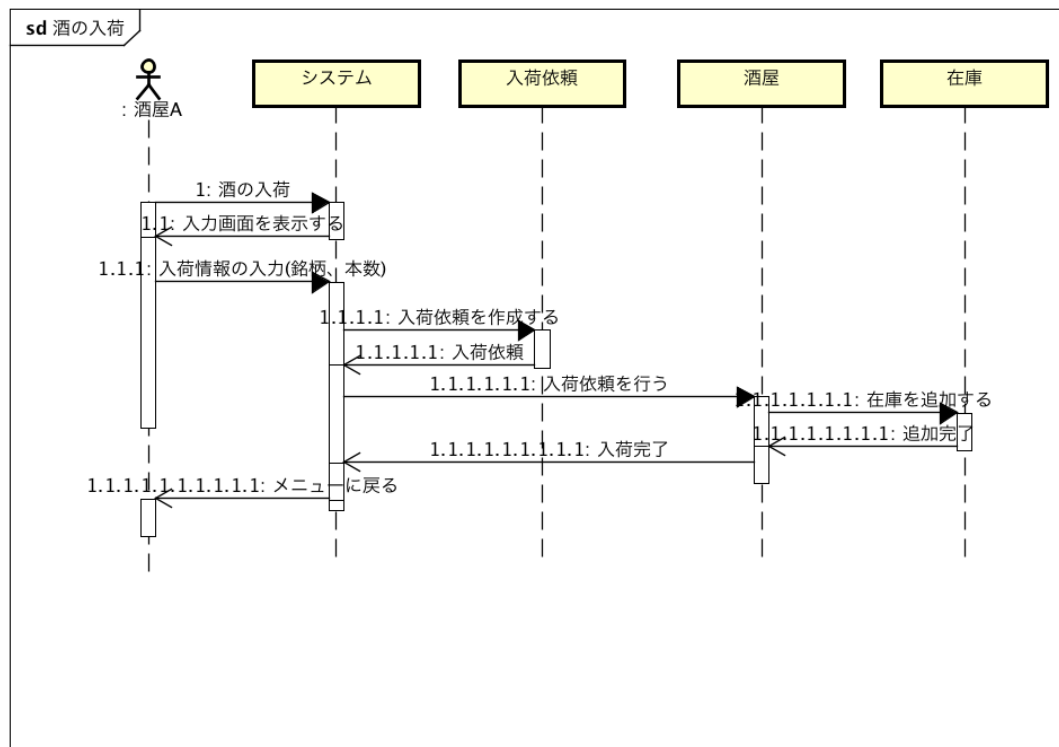 sd 酒の入荷
: 酒屋A
システム
入荷依頼
酒屋
在庫
1: 酒の入荷
1.1: 入力画面を表示する
1.1.1: 入荷情報の入力(銘柄、本数)
1.1.1.1: 入荷依頼を作成する
1.1.1.1.1: 入荷依頼
1.1.1.1.1.1: 入荷依頼を行う
1.1.1.1.1.1.1: 在庫を追加する
1.1.1.1.1.1.1.1: 追加完了
1.1.1.1.1.1.1.1.1: 入荷完了
1.1.1.1.1.1.1.1.1.1: メニューに戻る